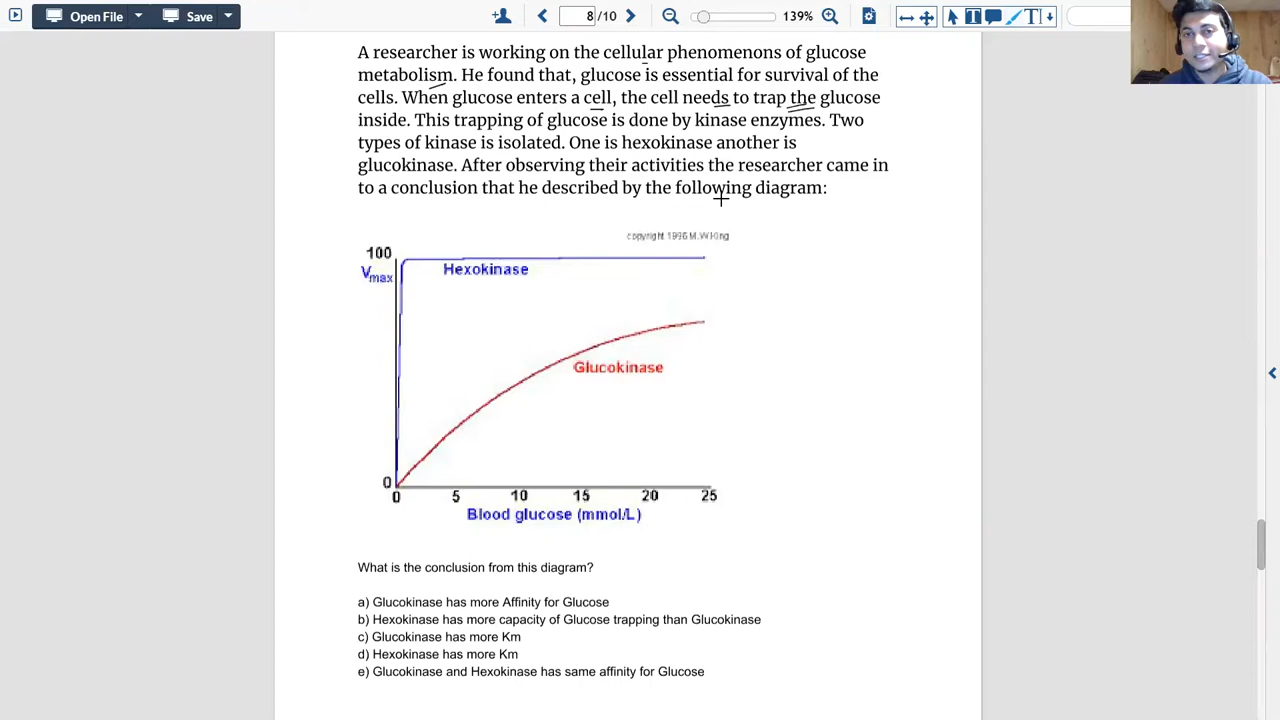 Open File
Save
8 /10
139%
T
A researcher is working on the cellular phenomenons of glucose
metabolism. He found that, glucose is essential for survival of the
cells. When glucose enters a cell, the cell needs to trap the glucose
inside. This trapping of glucose is done by kinase enzymes. Two
types of kinase is isolated. One is hexokinase another is
glucokinase. After observing their activities the researcher came in
to a conclusion that he described by the following diagram:
copyright 1996 M.W.King
100
Vmax
Hexokinase
Glucokinase
0
0 5 10 15 20 25
Blood glucose (mmol/L)
What is the conclusion from this diagram?
a) Glucokinase has more Affinity for Glucose
b) Hexokinase has more capacity of Glucose trapping than Glucokinase
c) Glucokinase has more Km
d) Hexokinase has more Km
e) Glucokinase and Hexokinase has same affinity for Glucose